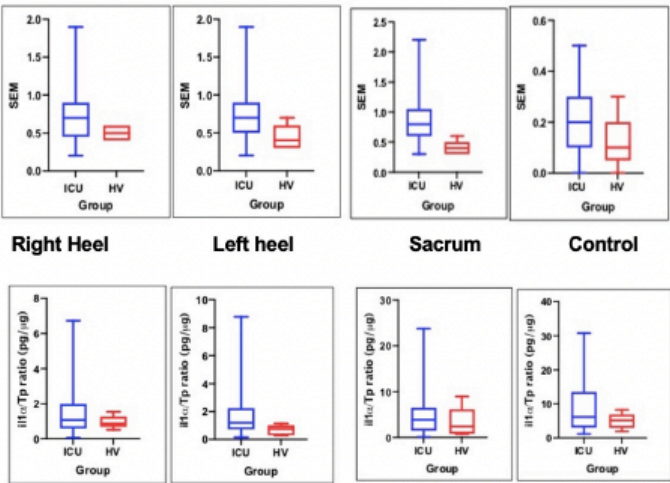 2.0
1.5
1.0
0.5
0.0
SEM
ICU HV
Group
2.0
1.5
1.0
0.5
0.0
SEM
ICU HV
Group
2.5
2.0
1.5
1.0
0.5
0.0
SEM
ICU HV
Group
0.6
0.4
0.2
0.0
SEM
ICU HV
Group
Right Heel
Left heel
Sacrum
Control
8
6
4
2
0
il1α/Tp ratio (pg/μg)
ICU HV
Group
10
8
6
4
2
0
il1α/Tp ratio (pg/μg)
ICU HV
Group
30
20
10
0
il1α/Tp ratio (pg/μg)
ICU HV
Group
40
30
20
10
0
il1α/Tp ratio (pg/μg)
ICU HV
Group